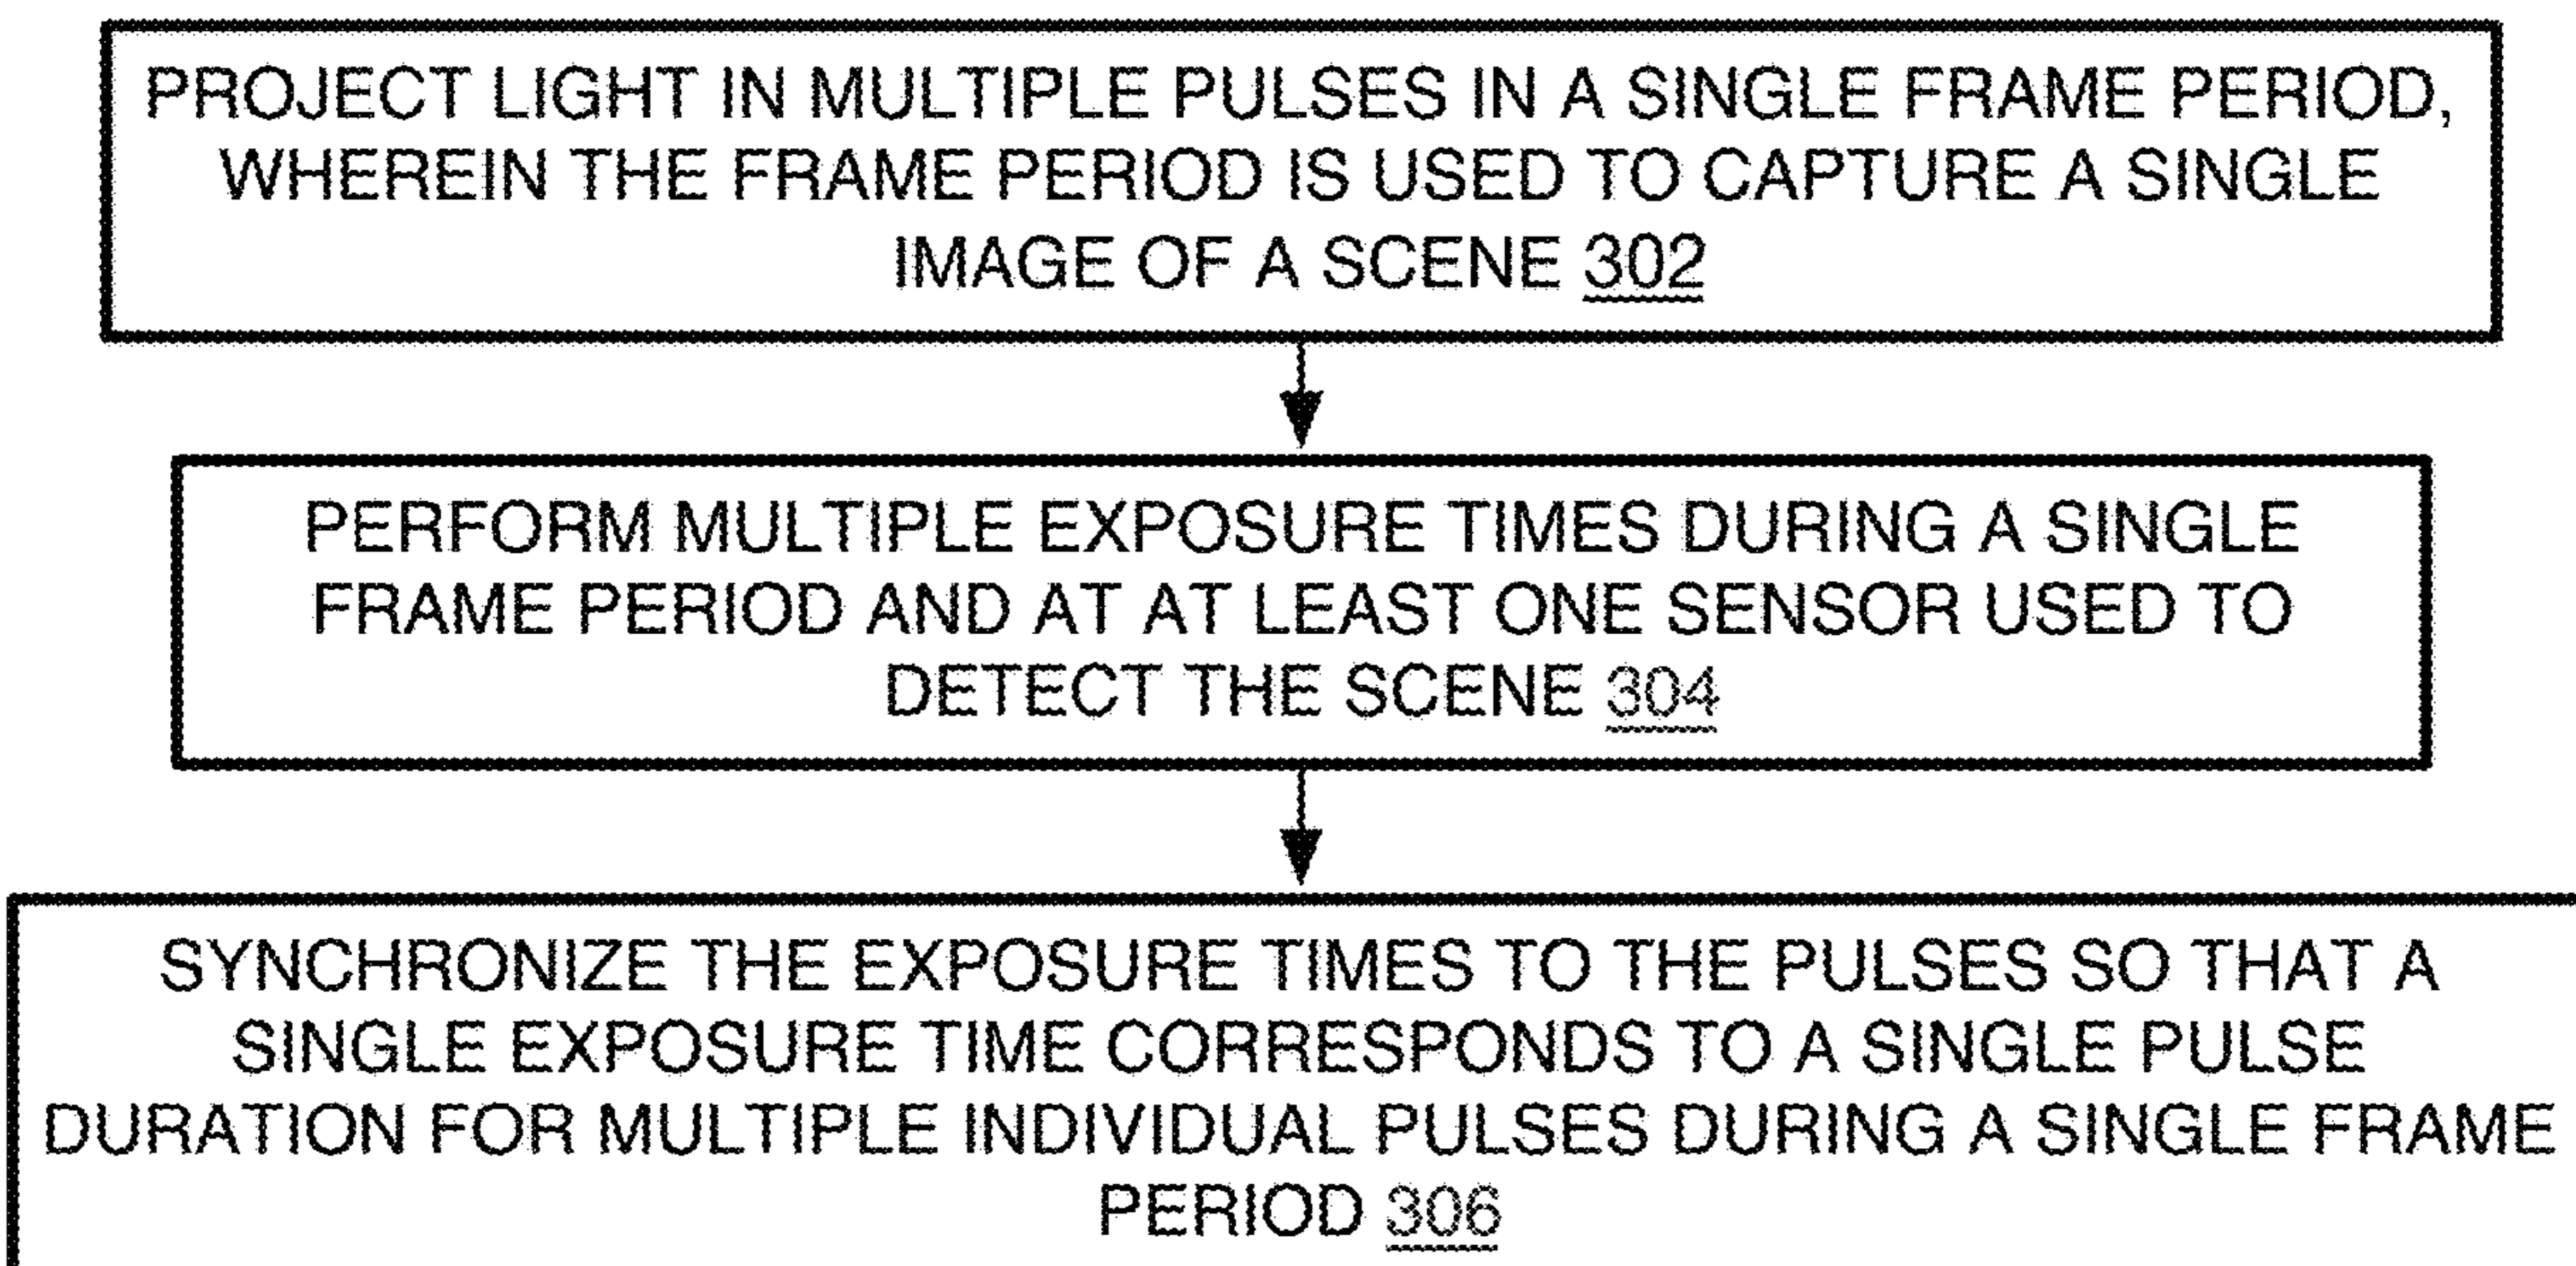 PROJECT LIGHT IN MULTIPLE PULSES IN A SINGLE FRAME PERIOD,
WHEREIN THE FRAME PERIOD IS USED TO CAPTURE A SINGLE
IMAGE OF A SCENE 302
PERFORM MULTIPLE EXPOSURE TIMES DURING A SINGLE
FRAME PERIOD AND AT AT LEAST ONE SENSOR USED TO
DETECT THE SCENE 304
SYNCHRONIZE THE EXPOSURE TIMES TO THE PULSES SO THAT A
SINGLE EXPOSURE TIME CORRESPONDS TO A SINGLE PULSE
DURATION FOR MULTIPLE INDIVIDUAL PULSES DURING A SINGLE FRAME
PERIOD 306